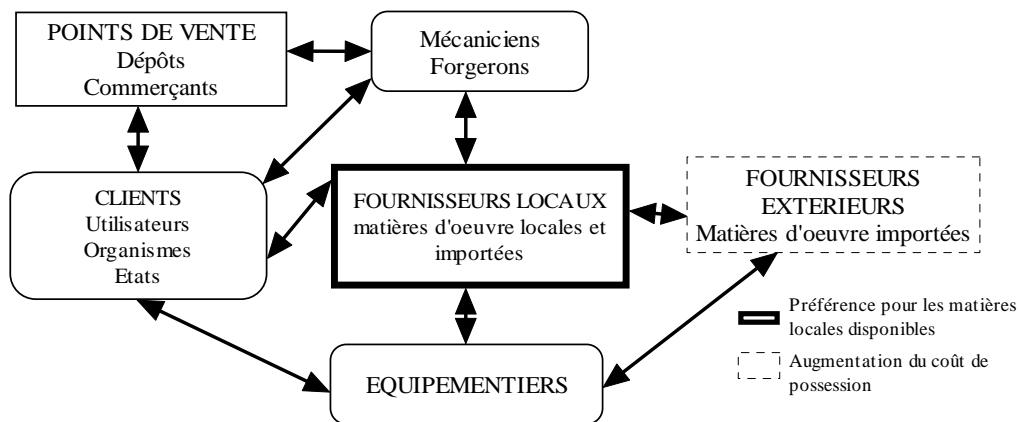 POINTS DE VENTE
Dépôts
Commerçants
Mécaniciens
Forgerons
CLIENTS
Utilisateurs
Organismes
Etats
FOURNISSEURS LOCAUX
matières d'oeuvre locales et
importées
FOURNISSEURS
EXTERIEURS
Matières d'oeuvre importées
EQUIPEMENTIERS
Préférence pour les matières
locales disponibles
Augmentation du coût de
possession